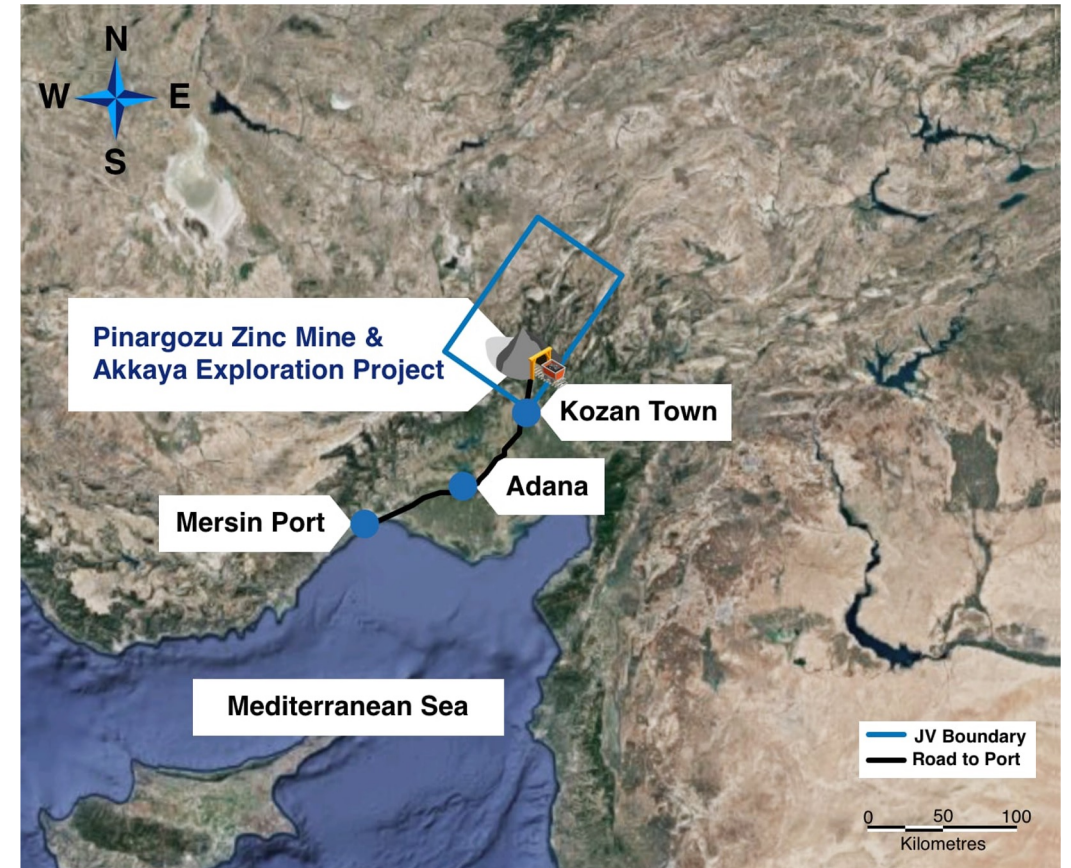 N
W E
S
Pinargozu Zinc Mine &
Akkaya Exploration Project
Kozan Town
Adana
Mersin Port
Mediterranean Sea
JV Boundary
Road to Port
0 50 100
Kilometres